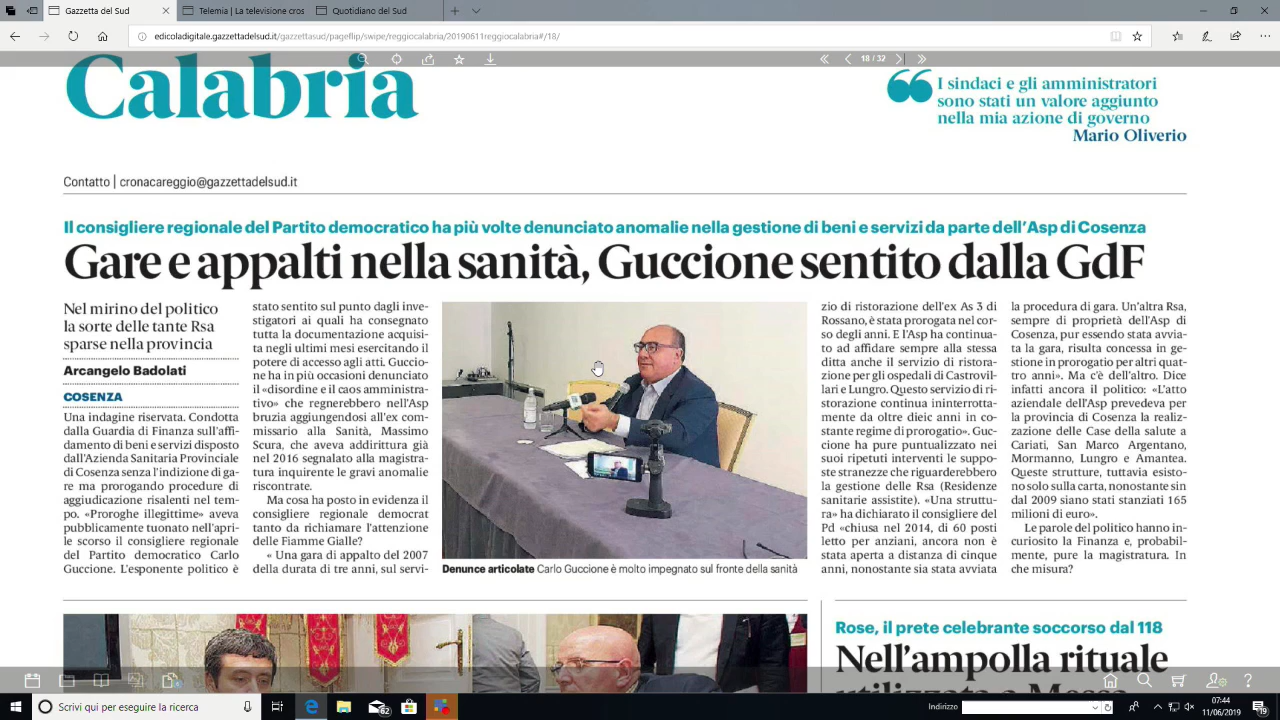 edicoladigitale.gazzettadelsud.it/gazzettasud/pageflip/swipe/reggiocalabria/20190611reggiocalabria#/18/
18 / 32
Calabria
I sindaci e gli amministratori
sono stati un valore aggiunto
nella mia azione di governo
Mario Oliverio
Contatto | cronacareggio@gazzettadelsud.it
Il consigliere regionale del Partito democratico ha più volte denunciato anomalie nella gestione di beni e servizi da parte dell'Asp di Cosenza
Gare e appalti nella sanità, Guccione sentito dalla GdF
Nel mirino del politico
la sorte delle tante Rsa
sparse nella provincia
Arcangelo Badolati
COSENZA
Una indagine riservata. Condotta
dalla Guardia di Finanza sull'affi-
damento di beni e servizi disposto
dall'Azienda Sanitaria Provinciale
di Cosenza senza l'indizione di ga-
re ma prorogando procedure di
aggiudicazione risalenti nel tem-
po. «Proroghe illegittime» aveva
pubblicamente tuonato nell'apri-
le scorso il consigliere regionale
del Partito democratico Carlo
Guccione. L'esponente politico è
stato sentito sul punto dagli inve-
stigatori ai quali ha consegnato
tutta la documentazione acquisi-
ta negli ultimi mesi esercitando il
potere di accesso agli atti. Guccio-
ne ha in più occasioni denunciato
il «disordine e il caos amministra-
tivo» che regnerebbero nell'Asp
bruzia aggiungendosi all'ex com-
missario alla Sanità, Massimo
Scura, che aveva addirittura già
nel 2016 segnalato alla magistra-
tura inquirente le gravi anomalie
riscontrate.
Ma cosa ha posto in evidenza il
consigliere regionale democrat
tanto da richiamare l'attenzione
delle Fiamme Gialle?
« Una gara di appalto del 2007
della durata di tre anni, sul servi-
Denunce articolate Carlo Guccione è molto impegnato sul fronte della sanità
zio di ristorazione dell'ex As 3 di
Rossano, è stata prorogata nel cor-
so degli anni. E l'Asp ha continua-
to ad affidare sempre alla stessa
ditta anche il servizio di ristora-
zione per gli ospedali di Castrovil-
lari e Lungro. Questo servizio di ri-
storazione continua ininterrotta-
mente da oltre dieic anni in co-
stante regime di prorogatio». Guc-
cione ha pure puntualizzato nei
suoi ripetuti interventi le suppo-
ste stranezze che riguarderebbero
la gestione delle Rsa (Residenze
sanitarie assistite). «Una struttu-
ra» ha dichiarato il consigliere del
Pd «chiusa nel 2014, di 60 posti
letto per anziani, ancora non è
stata aperta a distanza di cinque
anni, nonostante sia stata avviata
la procedura di gara. Un'altra Rsa,
sempre di proprietà dell'Asp di
Cosenza, pur essendo stata avvia-
ta la gara, risulta concessa in ge-
stione in prorogatio per altri quat-
tro anni». Ma c'è dell'altro. Dice
infatti ancora il politico: «L'atto
aziendale dell'Asp prevedeva per
la provincia di Cosenza la realiz-
zazione delle Case della salute a
Cariati, San Marco Argentano,
Mormanno, Lungro e Amantea.
Queste strutture, tuttavia esisto-
no solo sulla carta, nonostante sin
dal 2009 siano stati stanziati 165
milioni di euro».
Le parole del politico hanno in-
curiosito la Finanza e, probabil-
mente, pure la magistratura. In
che misura?
Rose, il prete celebrante soccorso dal 118
Nell'ampolla rituale
Scrivi qui per eseguire la ricerca
62
Indirizzo
07:44
11/06/2019
19